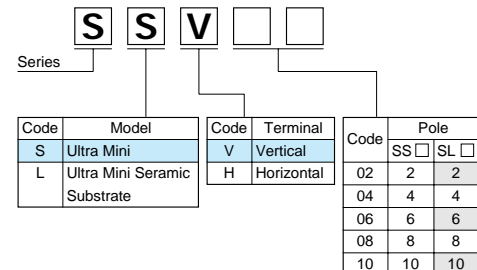 S S V □ □
Series
Code Model
S Ultra Mini
L Ultra Mini Seramic
Substrate
Code Terminal
V Vertical
H Horizontal
Code Pole
SS □ SL □
02 2 2
04 4 4
06 6 6
08 8 8
10 10 10